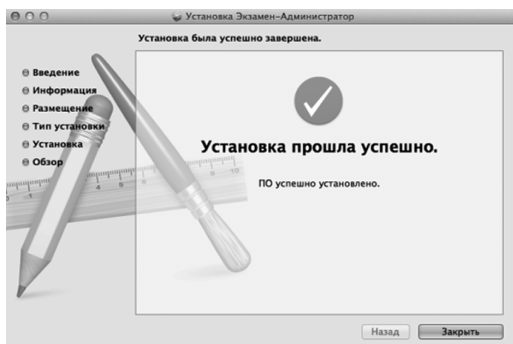 Установка Экзамен-Администратор
Установка была успешно завершена.
Введение
Информация
Размещение
Тип установки
Установка
Обзор
Установка прошла успешно.
ПО успешно установлено.
Назад
Закрыть